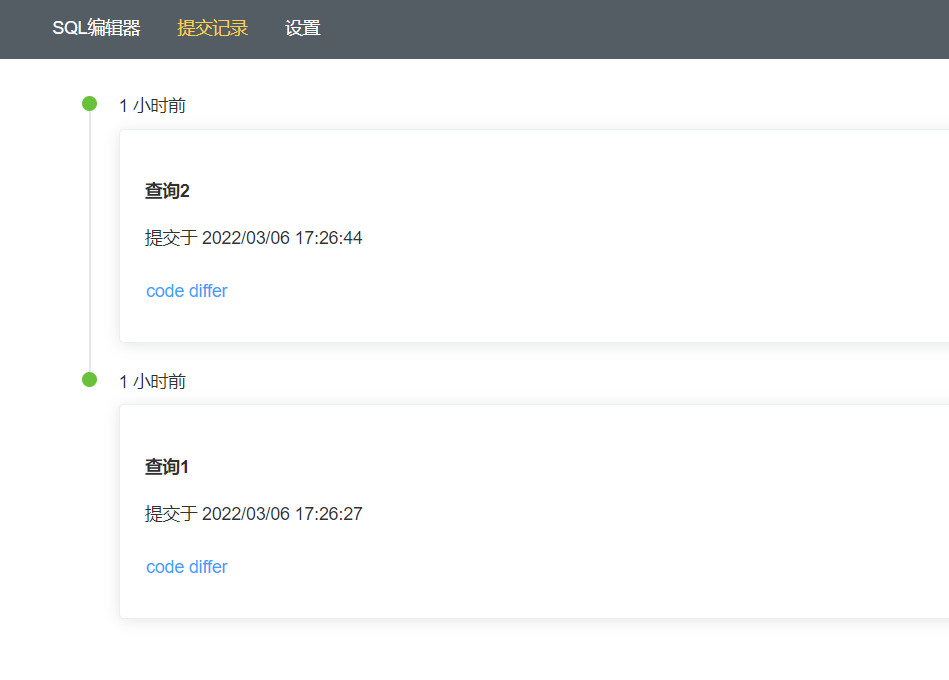 SQL编辑器 提交记录 设置
1 小时前
查询2
提交于 2022/03/06 17:26:44
code differ
1 小时前
查询1
提交于 2022/03/06 17:26:27
code differ